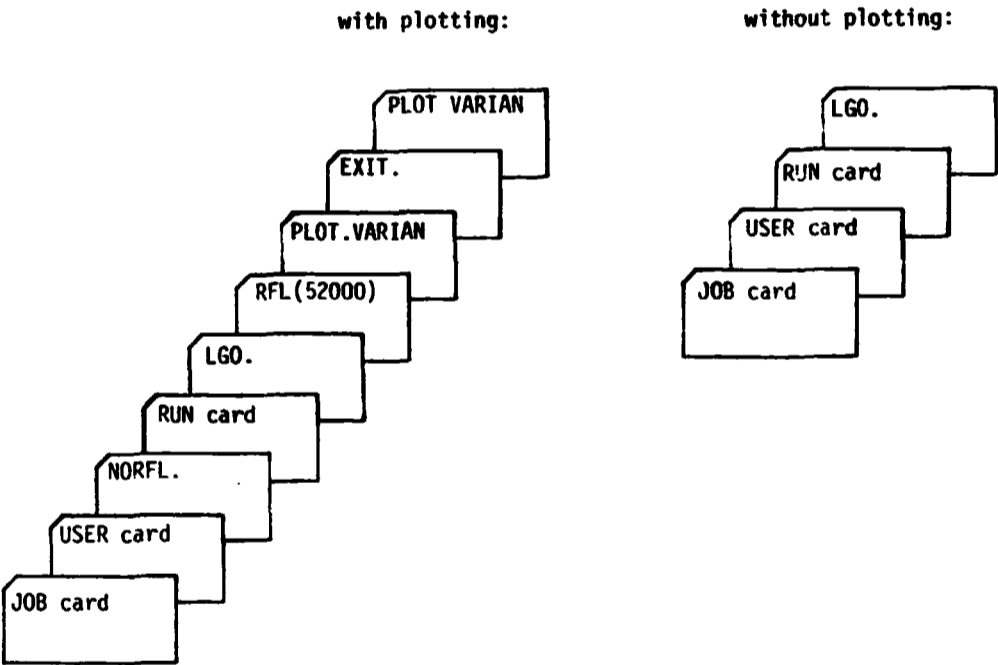 with plotting:
PLOT VARIAN
EXIT.
PLOT.VARIAN
RFL(52000)
LGO.
RUN card
NORFL.
USER card
JOB card
without plotting:
LGO.
RUN card
USER card
JOB card